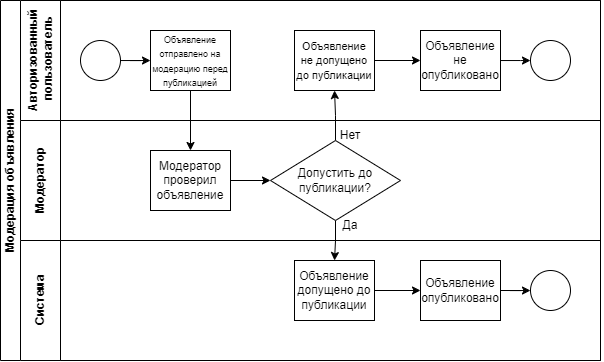 Модерация объявления
Авторизованный
пользователь
Объявление
отправлено на
модерацию перед
публикацией
Объявление
не допущено
до публикации
Объявление
не
опубликовано
Модератор
Модератор
проверил
объявление
Допустить до
публикации?
Нет
Да
Система
Объявление
допущено до
публикации
Объявление
опубликовано